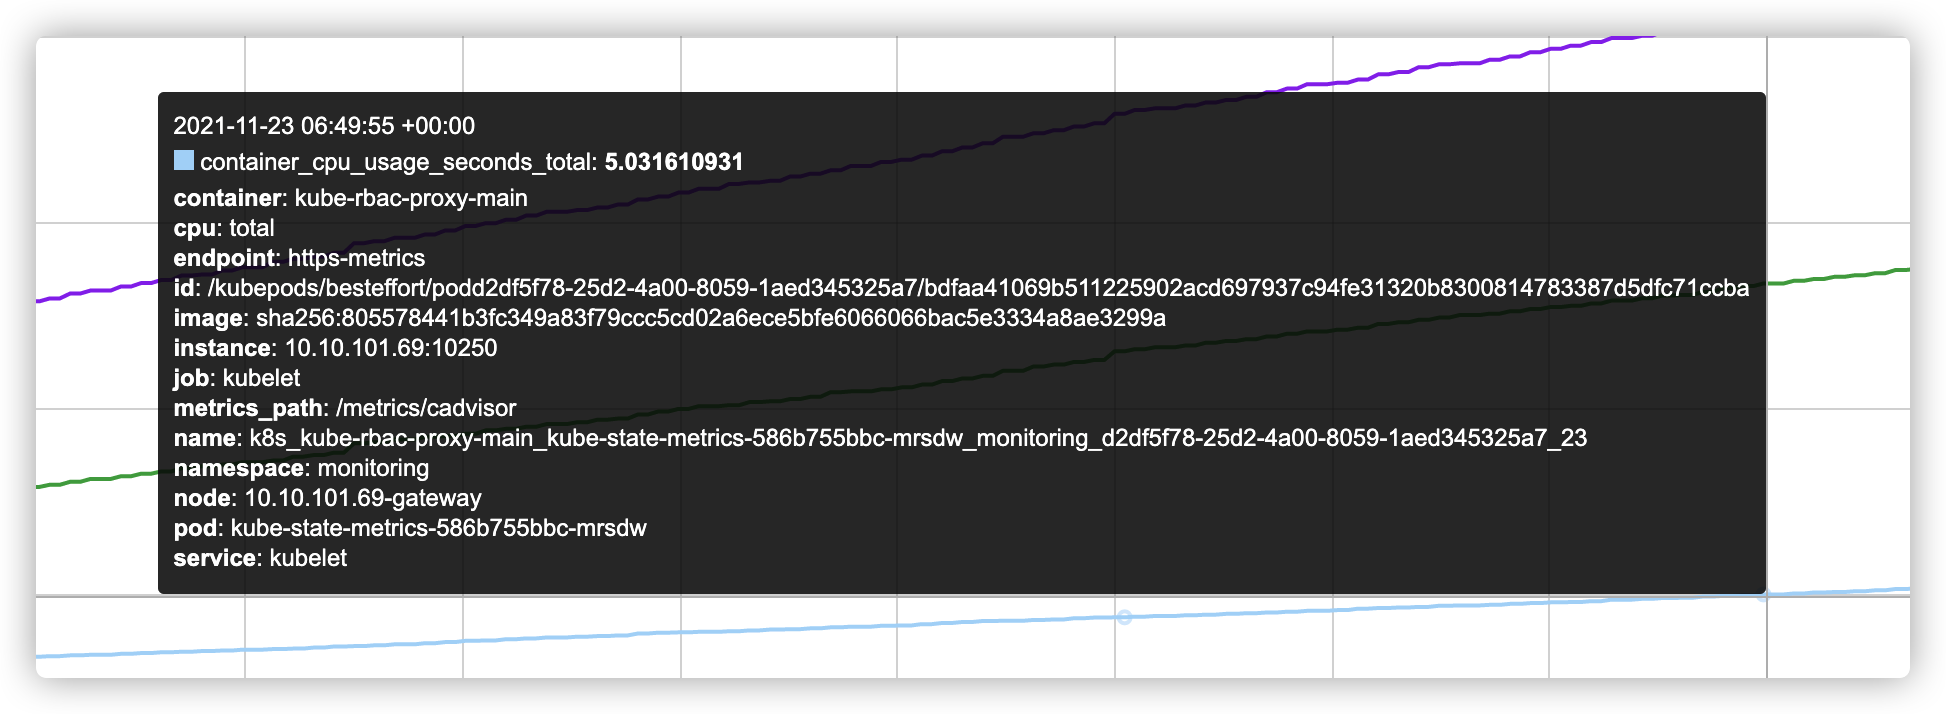 2021-11-23 06:49:55 +00:00
container_cpu_usage_seconds_total: 5.031610931
container: kube-rbac-proxy-main
cpu: total
endpoint: https-metrics
id: /kubepods/besteffort/podd2df5f78-25d2-4a00-8059-1aed345325a7/bdfaa41069b511225902acd697937c94fe31320b8300814783387d5dfc71ccba
image: sha256:805578441b3fc349a83f79ccc5cd02a6ece5bfe6066066bac5e3334a8ae3299a
instance: 10.10.101.69:10250
job: kubelet
metrics_path: /metrics/cadvisor
name: k8s_kube-rbac-proxy-main_kube-state-metrics-586b755bbc-mrsdw_monitoring_d2df5f78-25d2-4a00-8059-1aed345325a7_23
namespace: monitoring
node: 10.10.101.69-gateway
pod: kube-state-metrics-586b755bbc-mrsdw
service: kubelet